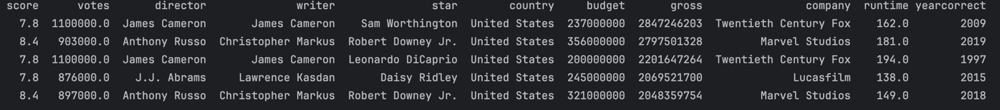 score votes director writer star country budget gross company runtime yearcorrect
7.8 1100000.0 James Cameron James Cameron Sam Worthington United States 237000000 2847246203 Twentieth Century Fox 162.0 2009
8.4 903000.0 Anthony Russo Christopher Markus Robert Downey Jr. United States 356000000 2797501328 Marvel Studios 181.0 2019
7.8 1100000.0 James Cameron James Cameron Leonardo DiCaprio United States 200000000 2201647264 Twentieth Century Fox 194.0 1997
7.8 876000.0 J.J. Abrams Lawrence Kasdan Daisy Ridley United States 245000000 2069521700 Lucasfilm 138.0 2015
8.4 897000.0 Anthony Russo Christopher Markus Robert Downey Jr. United States 321000000 2048359754 Marvel Studios 149.0 2018